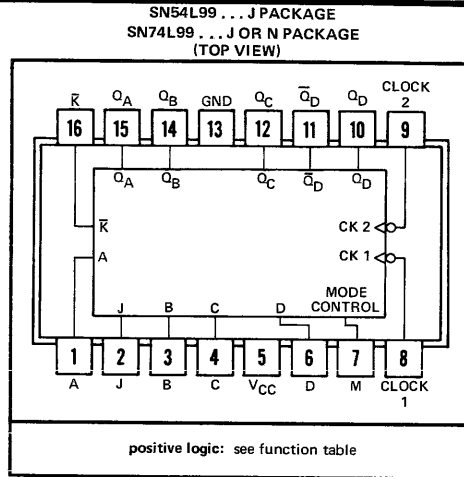 SN54L99 . . . J PACKAGE
SN74L99 . . . J OR N PACKAGE
(TOP VIEW)
K̅ QA QB GND QC Q̅D QD CLOCK 2
16 15 14 13 12 11 10 9
QA QB QC Q̅D QD
K̅ CK 2
A CK 1
J B C D MODE CONTROL
1 2 3 4 5 6 7 8
A J B C VCC D M CLOCK 1
positive logic: see function table